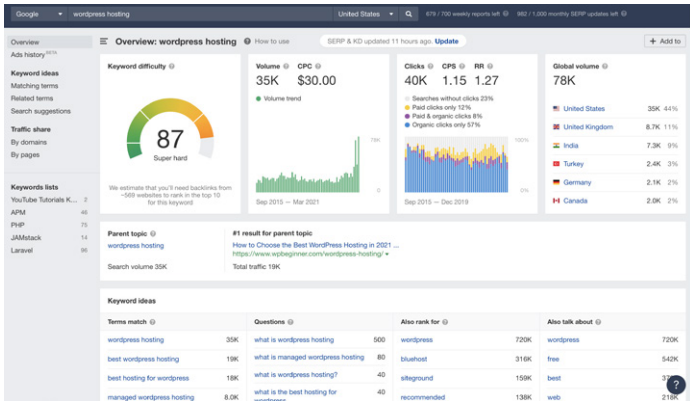 Google wordpress hosting United States 679 / 700 weekly reports left 982 / 1,000 monthly SERP updates left
Overview
Ads history BETA
Keyword ideas
Matching terms
Related terms
Search suggestions
Traffic share
By domains
By pages
Keywords lists
YouTube Tutorials K... 2
APM 46
PHP 75
JAMstack 14
Laravel 96
Overview: wordpress hosting How to use SERP & KD updated 11 hours ago. Update + Add to
Keyword difficulty
87
Super hard
We estimate that you'll need backlinks from
~569 websites to rank in the top 10
for this keyword
Volume CPC
35K $30.00
Volume trend
75K
0
Sep 2015 — Mar 2021
Clicks CPS RR
40K 1.15 1.27
Searches without clicks 23%
Paid clicks only 12%
Paid & organic clicks 8%
Organic clicks only 57%
100%
0%
Sep 2015 — Dec 2019
Global volume
78K
United States 35K 44%
United Kingdom 8.7K 11%
India 7.3K 9%
Turkey 2.4K 3%
Germany 2.1K 2%
Canada 2.0K 2%
Parent topic
wordpress hosting
Search volume 35K
#1 result for parent topic
How to Choose the Best WordPress Hosting in 2021 ...
https://www.wpbeginner.com/wordpress-hosting/
Total traffic 19K
Keyword ideas
Terms match
wordpress hosting 35K
best wordpress hosting 19K
best hosting for wordpress 18K
managed wordpress hosting 8.0K
Questions
what is wordpress hosting 500
what is managed wordpress hosting 80
what is wordpress hosting? 40
what is the best hosting for 40
wordpress
Also rank for
wordpress 720K
bluehost 316K
siteground 159K
recommended 138K
Also talk about
wordpress 720K
free 542K
best
web 218K
?